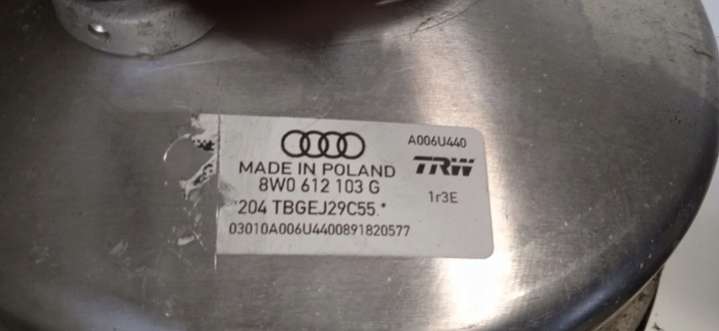 A006U440
MADE IN POLAND
TRW
8W0 612 103 G
1r3E
*204 TBGEJ29C55.*
03010A006U4400891820577